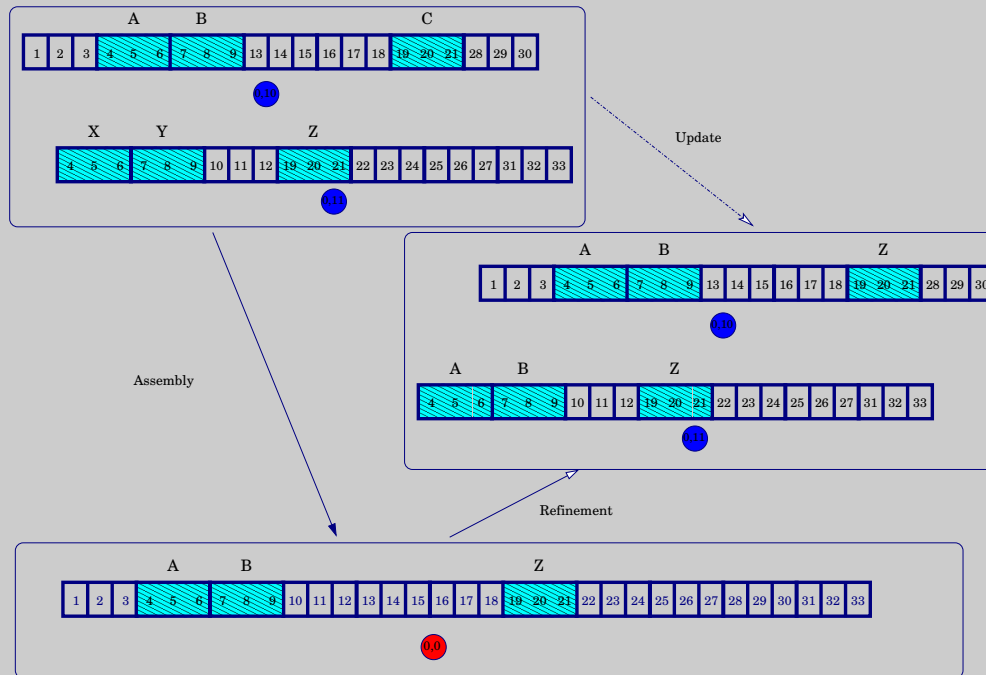 A B C
1 2 3 4 5 6 7 8 9 13 14 15 16 17 18 19 20 21 28 29 30
0,10
X Y Z
4 5 6 7 8 9 10 11 12 19 20 21 22 23 24 25 26 27 31 32 33
0,11
Update
A B Z
1 2 3 4 5 6 7 8 9 13 14 15 16 17 18 19 20 21 28 29 30
0,10
Assembly
A B Z
4 5 6 7 8 9 10 11 12 19 20 21 22 23 24 25 26 27 31 32 33
0,11
Refinement
A B Z
1 2 3 4 5 6 7 8 9 10 11 12 13 14 15 16 17 18 19 20 21 22 23 24 25 26 27 28 29 30 31 32 33
0,0